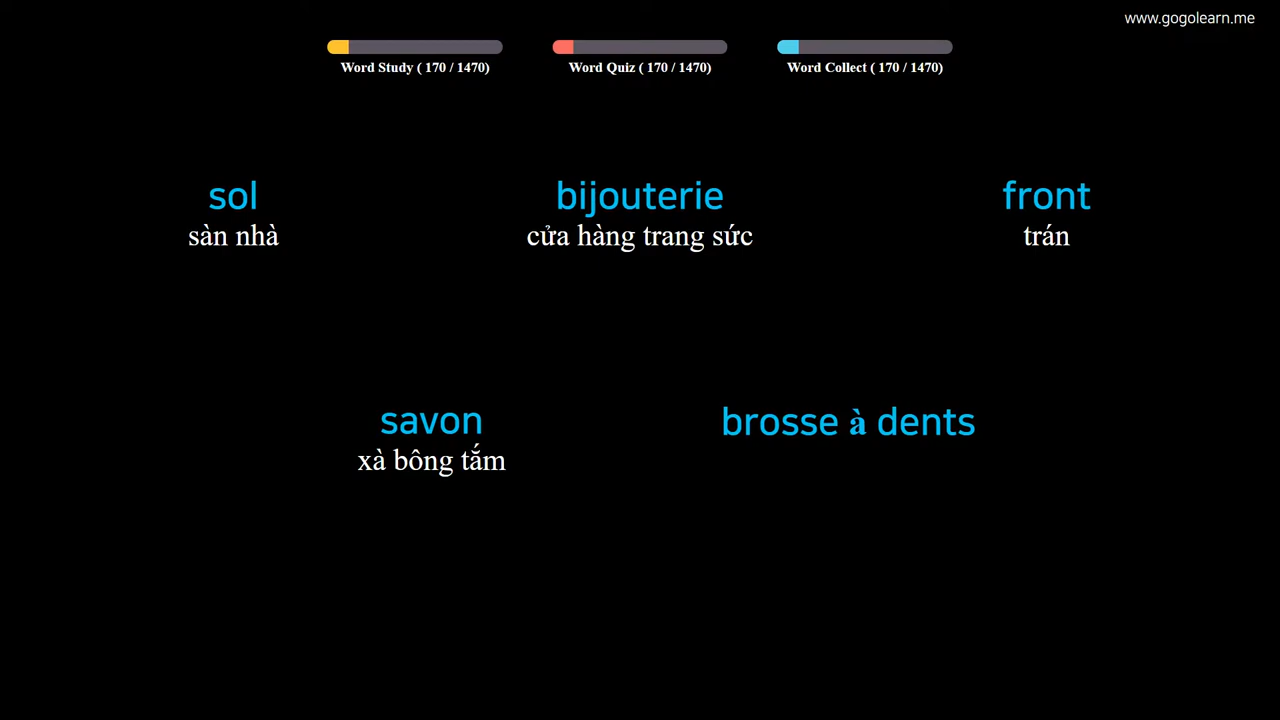 www.gogolearn.me
Word Study ( 170 / 1470)
Word Quiz ( 170 / 1470)
Word Collect ( 170 / 1470)
sol
sàn nhà
bijouterie
cửa hàng trang sức
front
trán
savon
xà bông tắm
brosse à dents